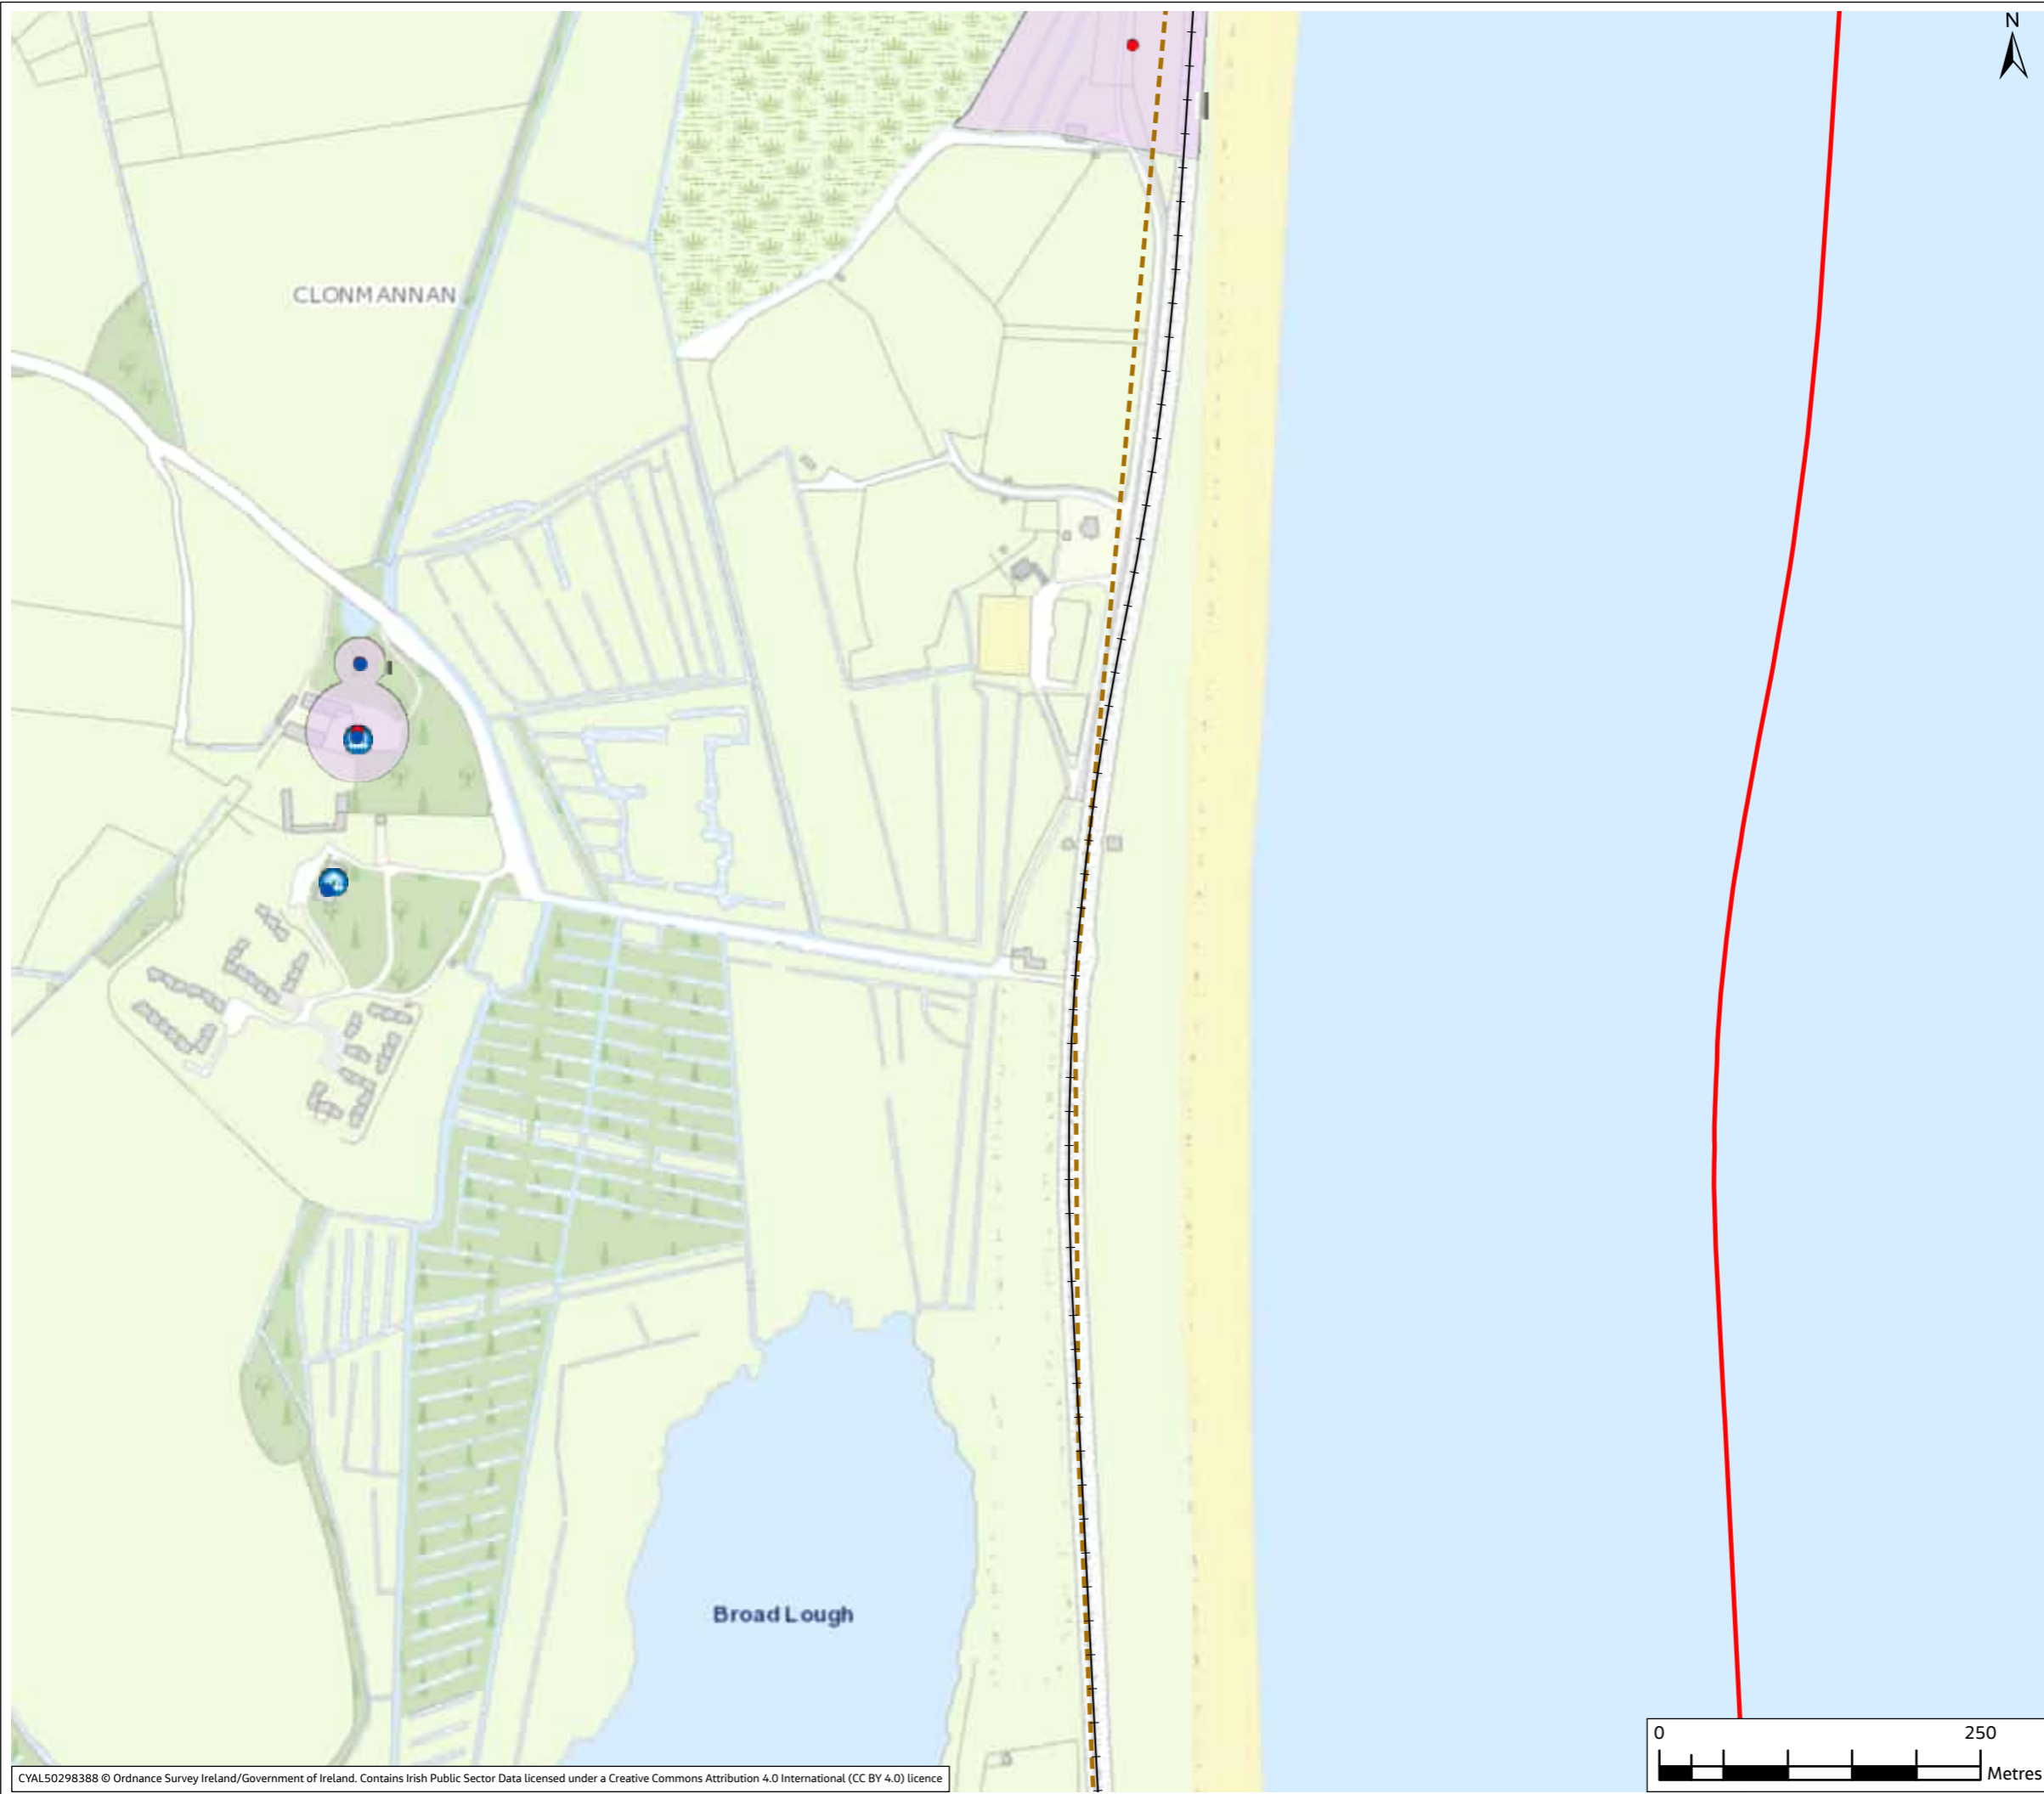 N
CLONMANNAN
Broad Lough
0 250
Metres
CYAL50298388 © Ordnance Survey Ireland/Government of Ireland. Contains Irish Public Sector Data licensed under a Creative Commons Attribution 4.0 International (CC BY 4.0) licence